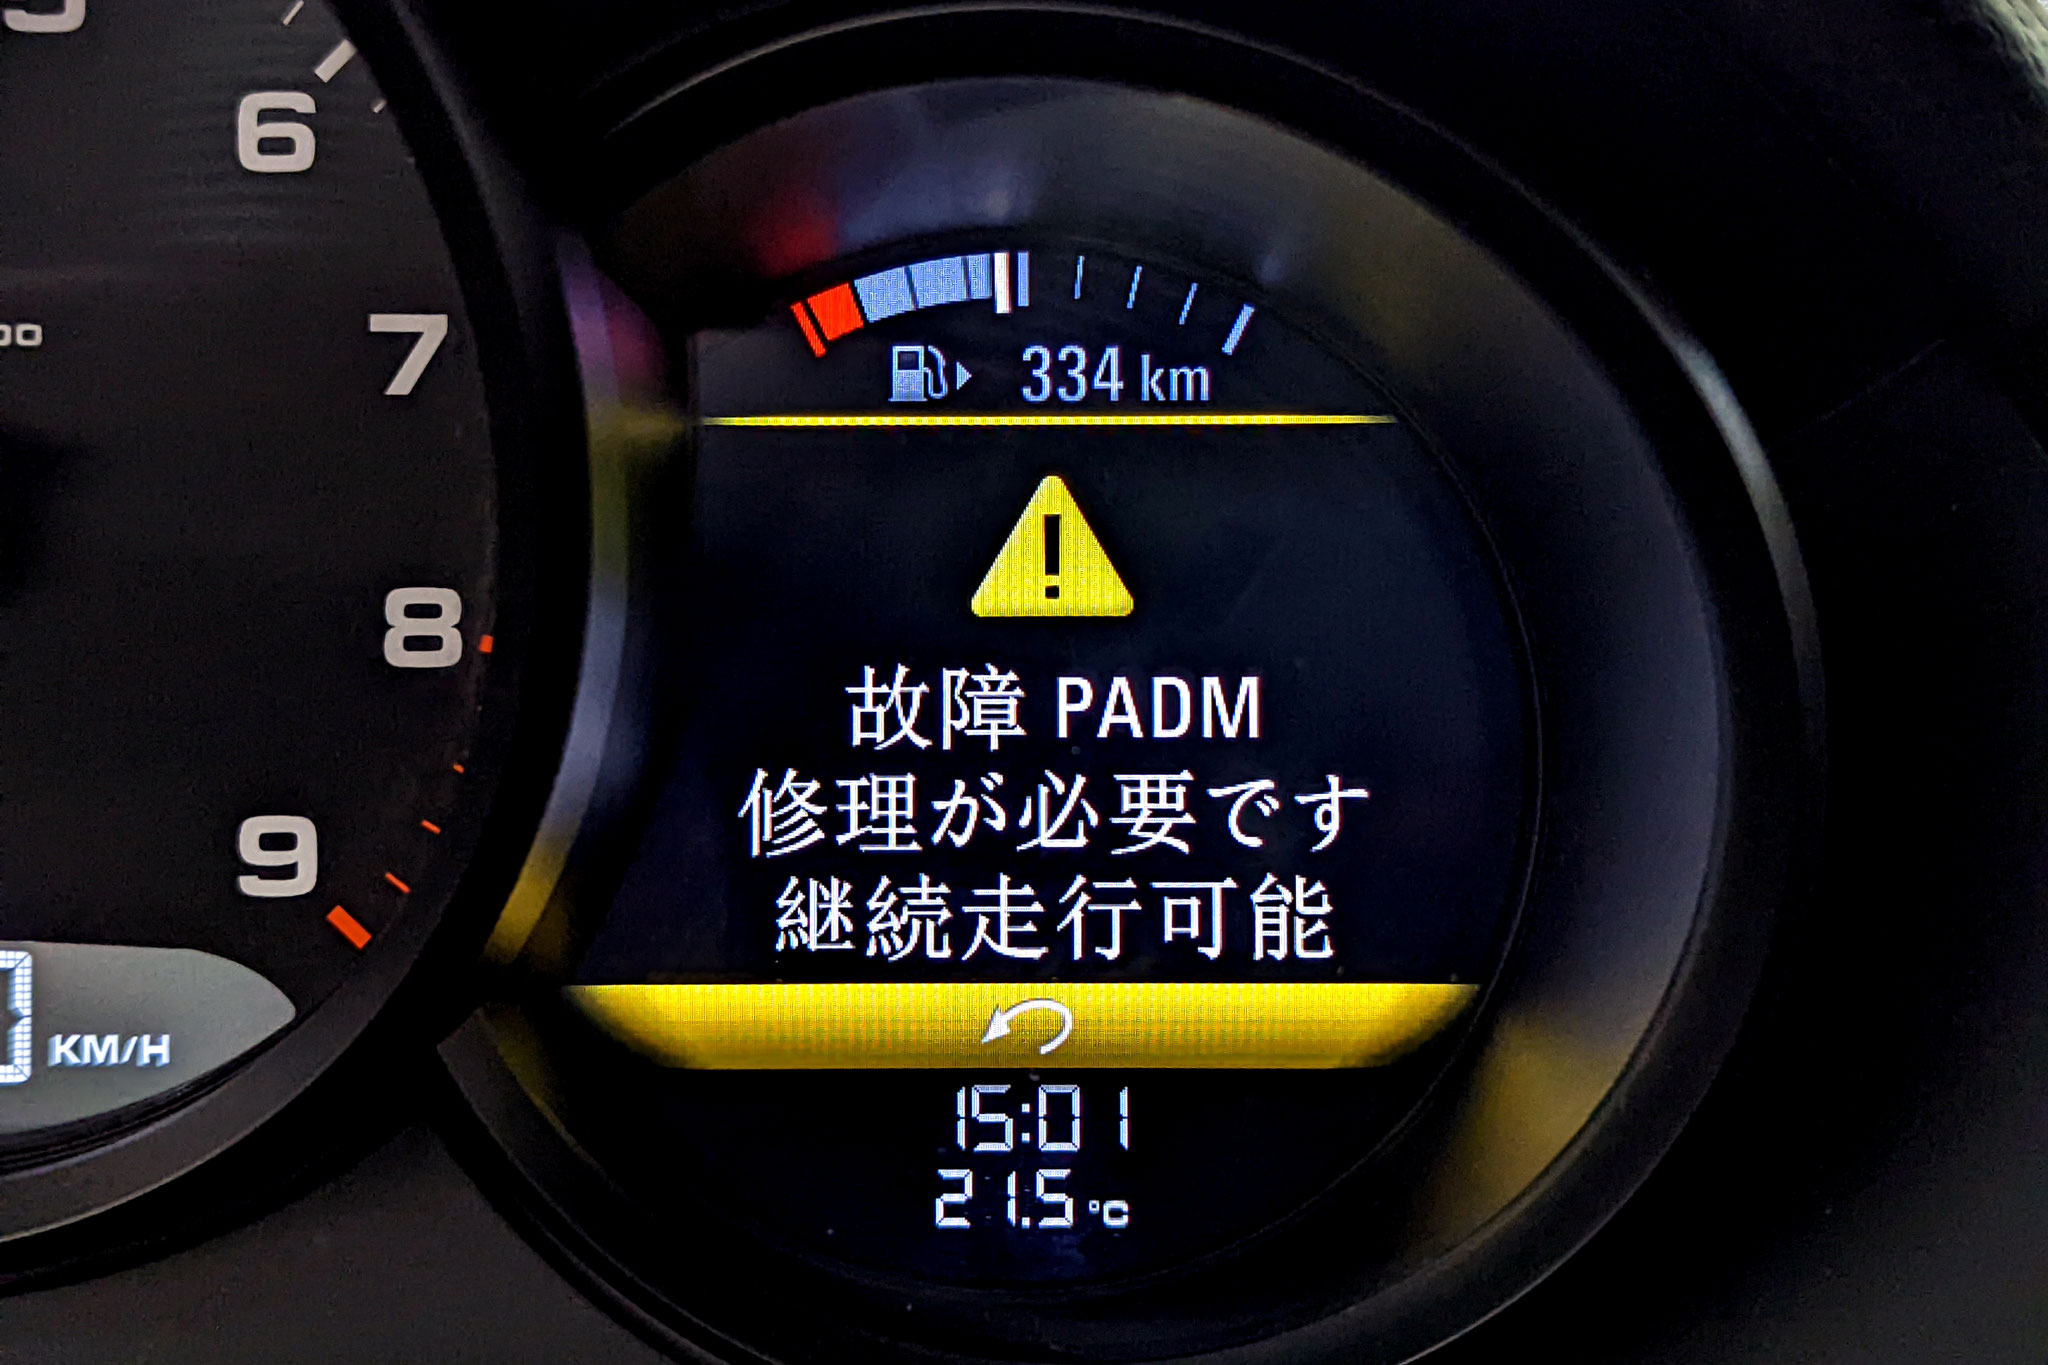 6
7
8
9
KM/H
334 km
故障 PADM
修理が必要です
継続走行可能
15:01
21.5 °C